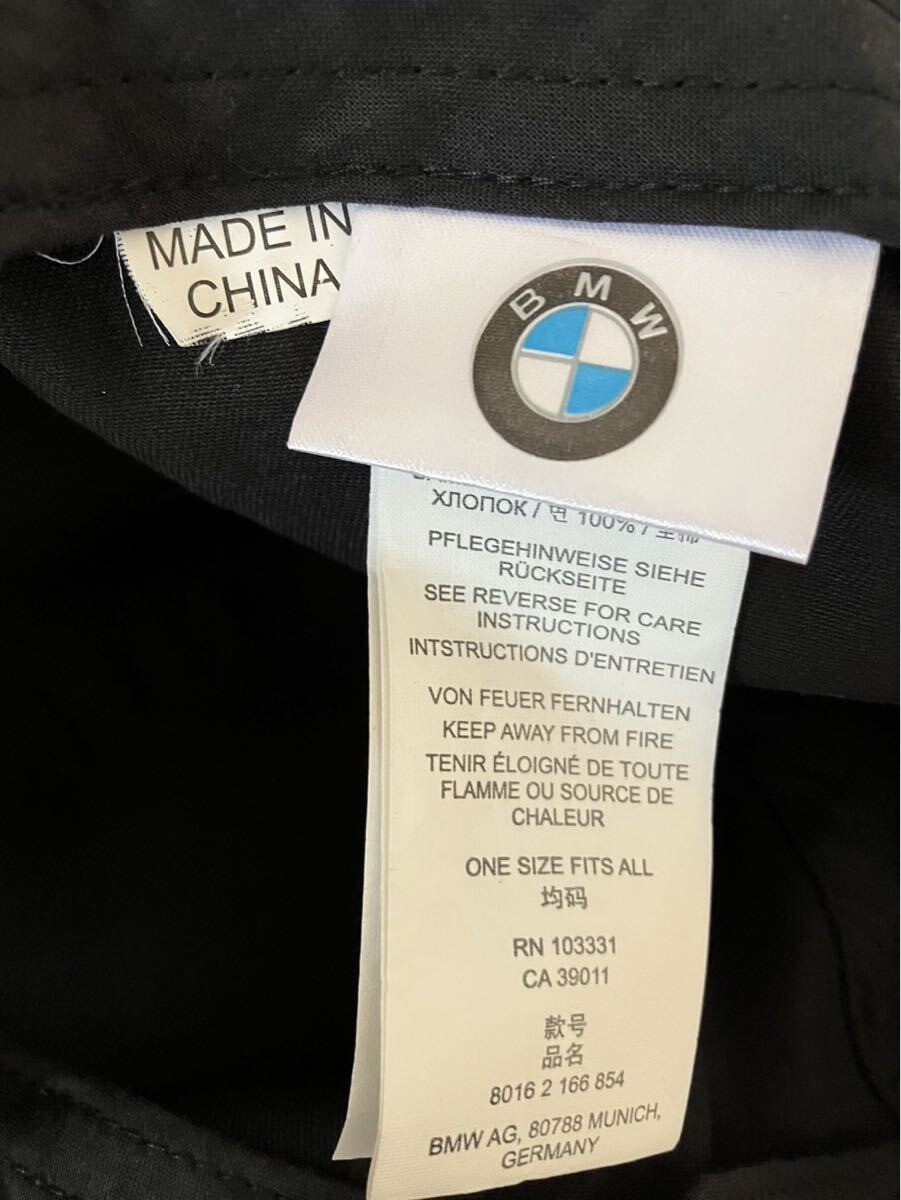 MADE IN
CHINA
BMW
ХЛОПОК / 면 100% /
PFLEGEHINWEISE SIEHE
RÜCKSEITE
SEE REVERSE FOR CARE
INSTRUCTIONS
INTSTRUCTIONS D'ENTRETIEN
VON FEUER FERNHALTEN
KEEP AWAY FROM FIRE
TENIR ÉLOIGNÉ DE TOUTE
FLAMME OU SOURCE DE
CHALEUR
ONE SIZE FITS ALL
均码
RN 103331
CA 39011
款号
品名
8016 2 166 854
BMW AG, 80788 MUNICH,
GERMANY